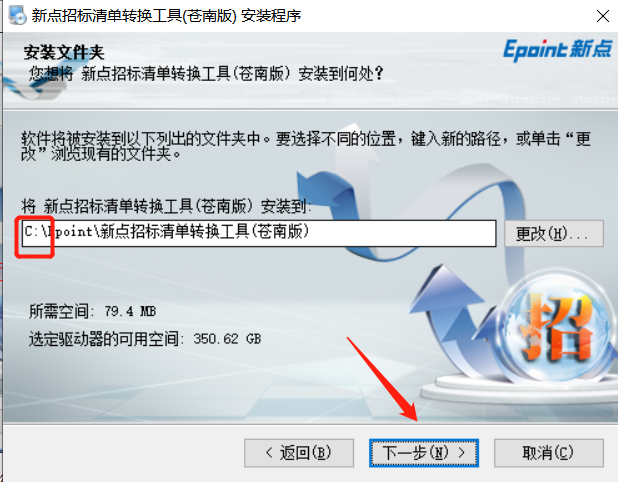 新点招标清单转换工具(苍南版) 安装程序
安装文件夹
您想将 新点招标清单转换工具(苍南版) 安装到何处？
Epoint新点
软件将被安装到以下列出的文件夹中。要选择不同的位置，键入新的路径，或单击“更
改”浏览现有的文件夹。
将 新点招标清单转换工具(苍南版) 安装到:
C:\Epoint\新点招标清单转换工具(苍南版)
更改(H)...
所需空间: 79.4 MB
选定驱动器的可用空间: 350.62 GB
招
< 返回(B)
下一步(N) >
取消(C)